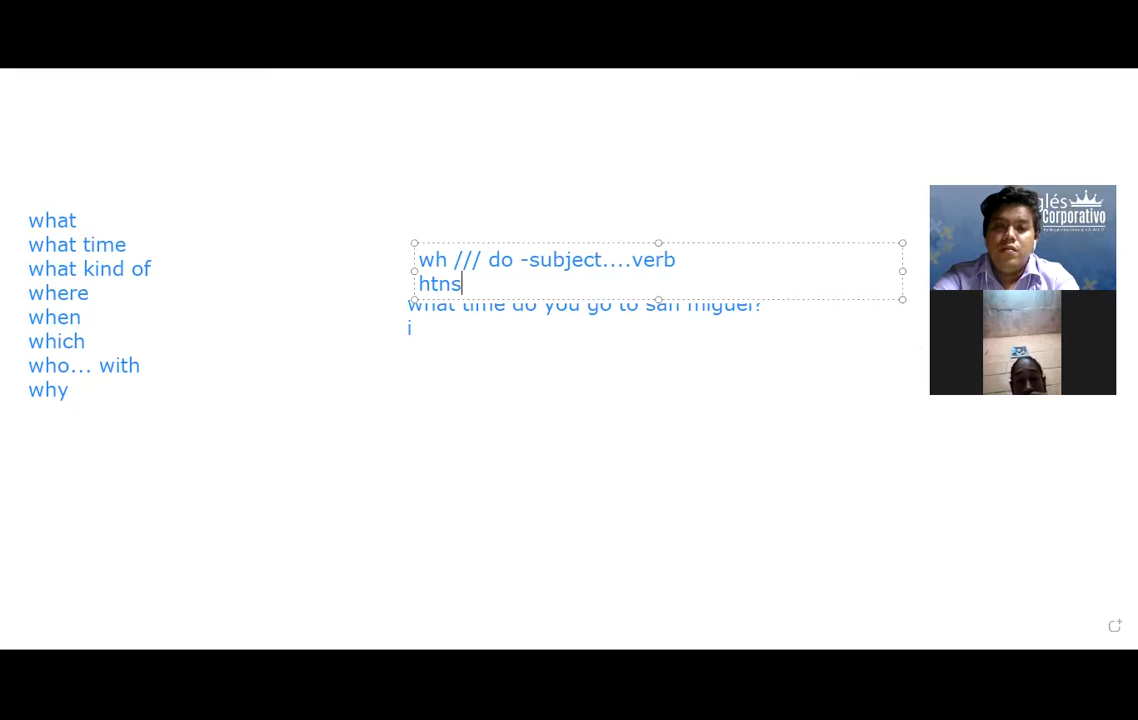 what
what time
what kind of
where
when
which
who... with
why
wh /// do -subject....verb
htns
what time do you go to san miguel?
i
glés
Corporativo